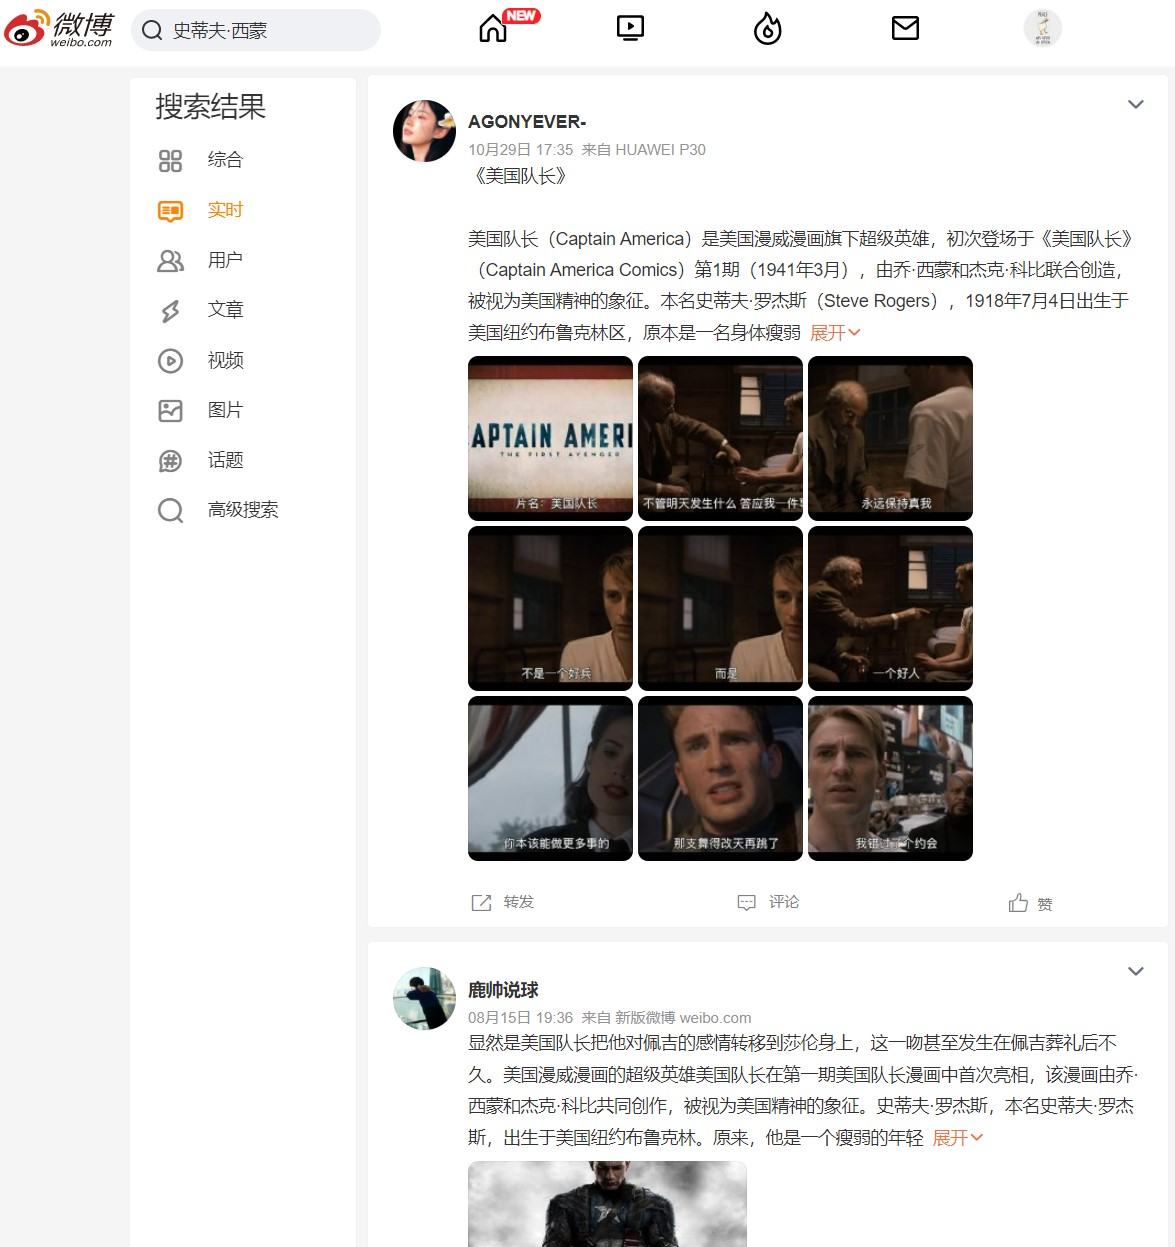 微博
weibo.com
史蒂夫·西蒙
NEW
搜索结果
综合
实时
用户
文章
视频
图片
话题
高级搜索
AGONYEVER-
10月29日 17:35 来自 HUAWEI P30
《美国队长》
美国队长（Captain America）是美国漫威漫画旗下超级英雄，初次登场于《美国队长》
（Captain America Comics）第1期（1941年3月），由乔·西蒙和杰克·科比联合创造，
被视为美国精神的象征。本名史蒂夫·罗杰斯（Steve Rogers），1918年7月4日出生于
美国纽约布鲁克林区，原本是一名身体瘦弱 展开
APTAIN AMERI
THE FIRST AVENGER
片名：美国队长
不管明天发生什么 答应我一件
永远保持真我
不是一个好兵
而是
一个好人
你本该能做更多事的
那支舞得改天再跳了
我错过了个约会
转发
评论
赞
鹿帅说球
08月15日 19:36 来自 新版微博 weibo.com
显然是美国队长把他对佩吉的感情转移到莎伦身上，这一吻甚至发生在佩吉葬礼后不
久。美国漫威漫画的超级英雄美国队长在第一期美国队长漫画中首次亮相，该漫画由乔·
西蒙和杰克·科比共同创作，被视为美国精神的象征。史蒂夫·罗杰斯，本名史蒂夫·罗杰
斯，出生于美国纽约布鲁克林。原来，他是一个瘦弱的年轻 展开